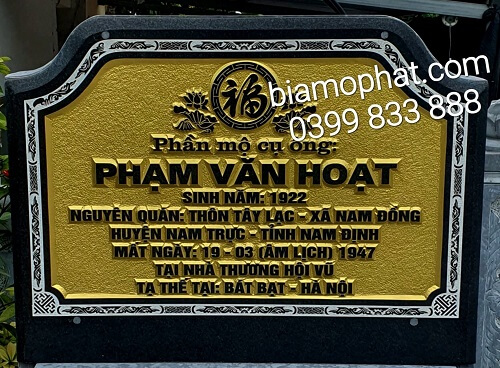 biamophat.com
0399 833 888
福
Phần mộ cụ ông:
PHẠM VĂN HOẠT
SINH NĂM: 1922
NGUYÊN QUÁN: THÔN TÂY LẠC - XÃ NAM ĐỒNG
HUYỆN NAM TRỰC - TỈNH NAM ĐỊNH
MẤT NGÀY: 19 - 03 (ÂM LỊCH) 1947
TẠI NHÀ THƯƠNG HỘI VŨ
TẠ THẾ TẠI: BẤT BẠT - HÀ NỘI